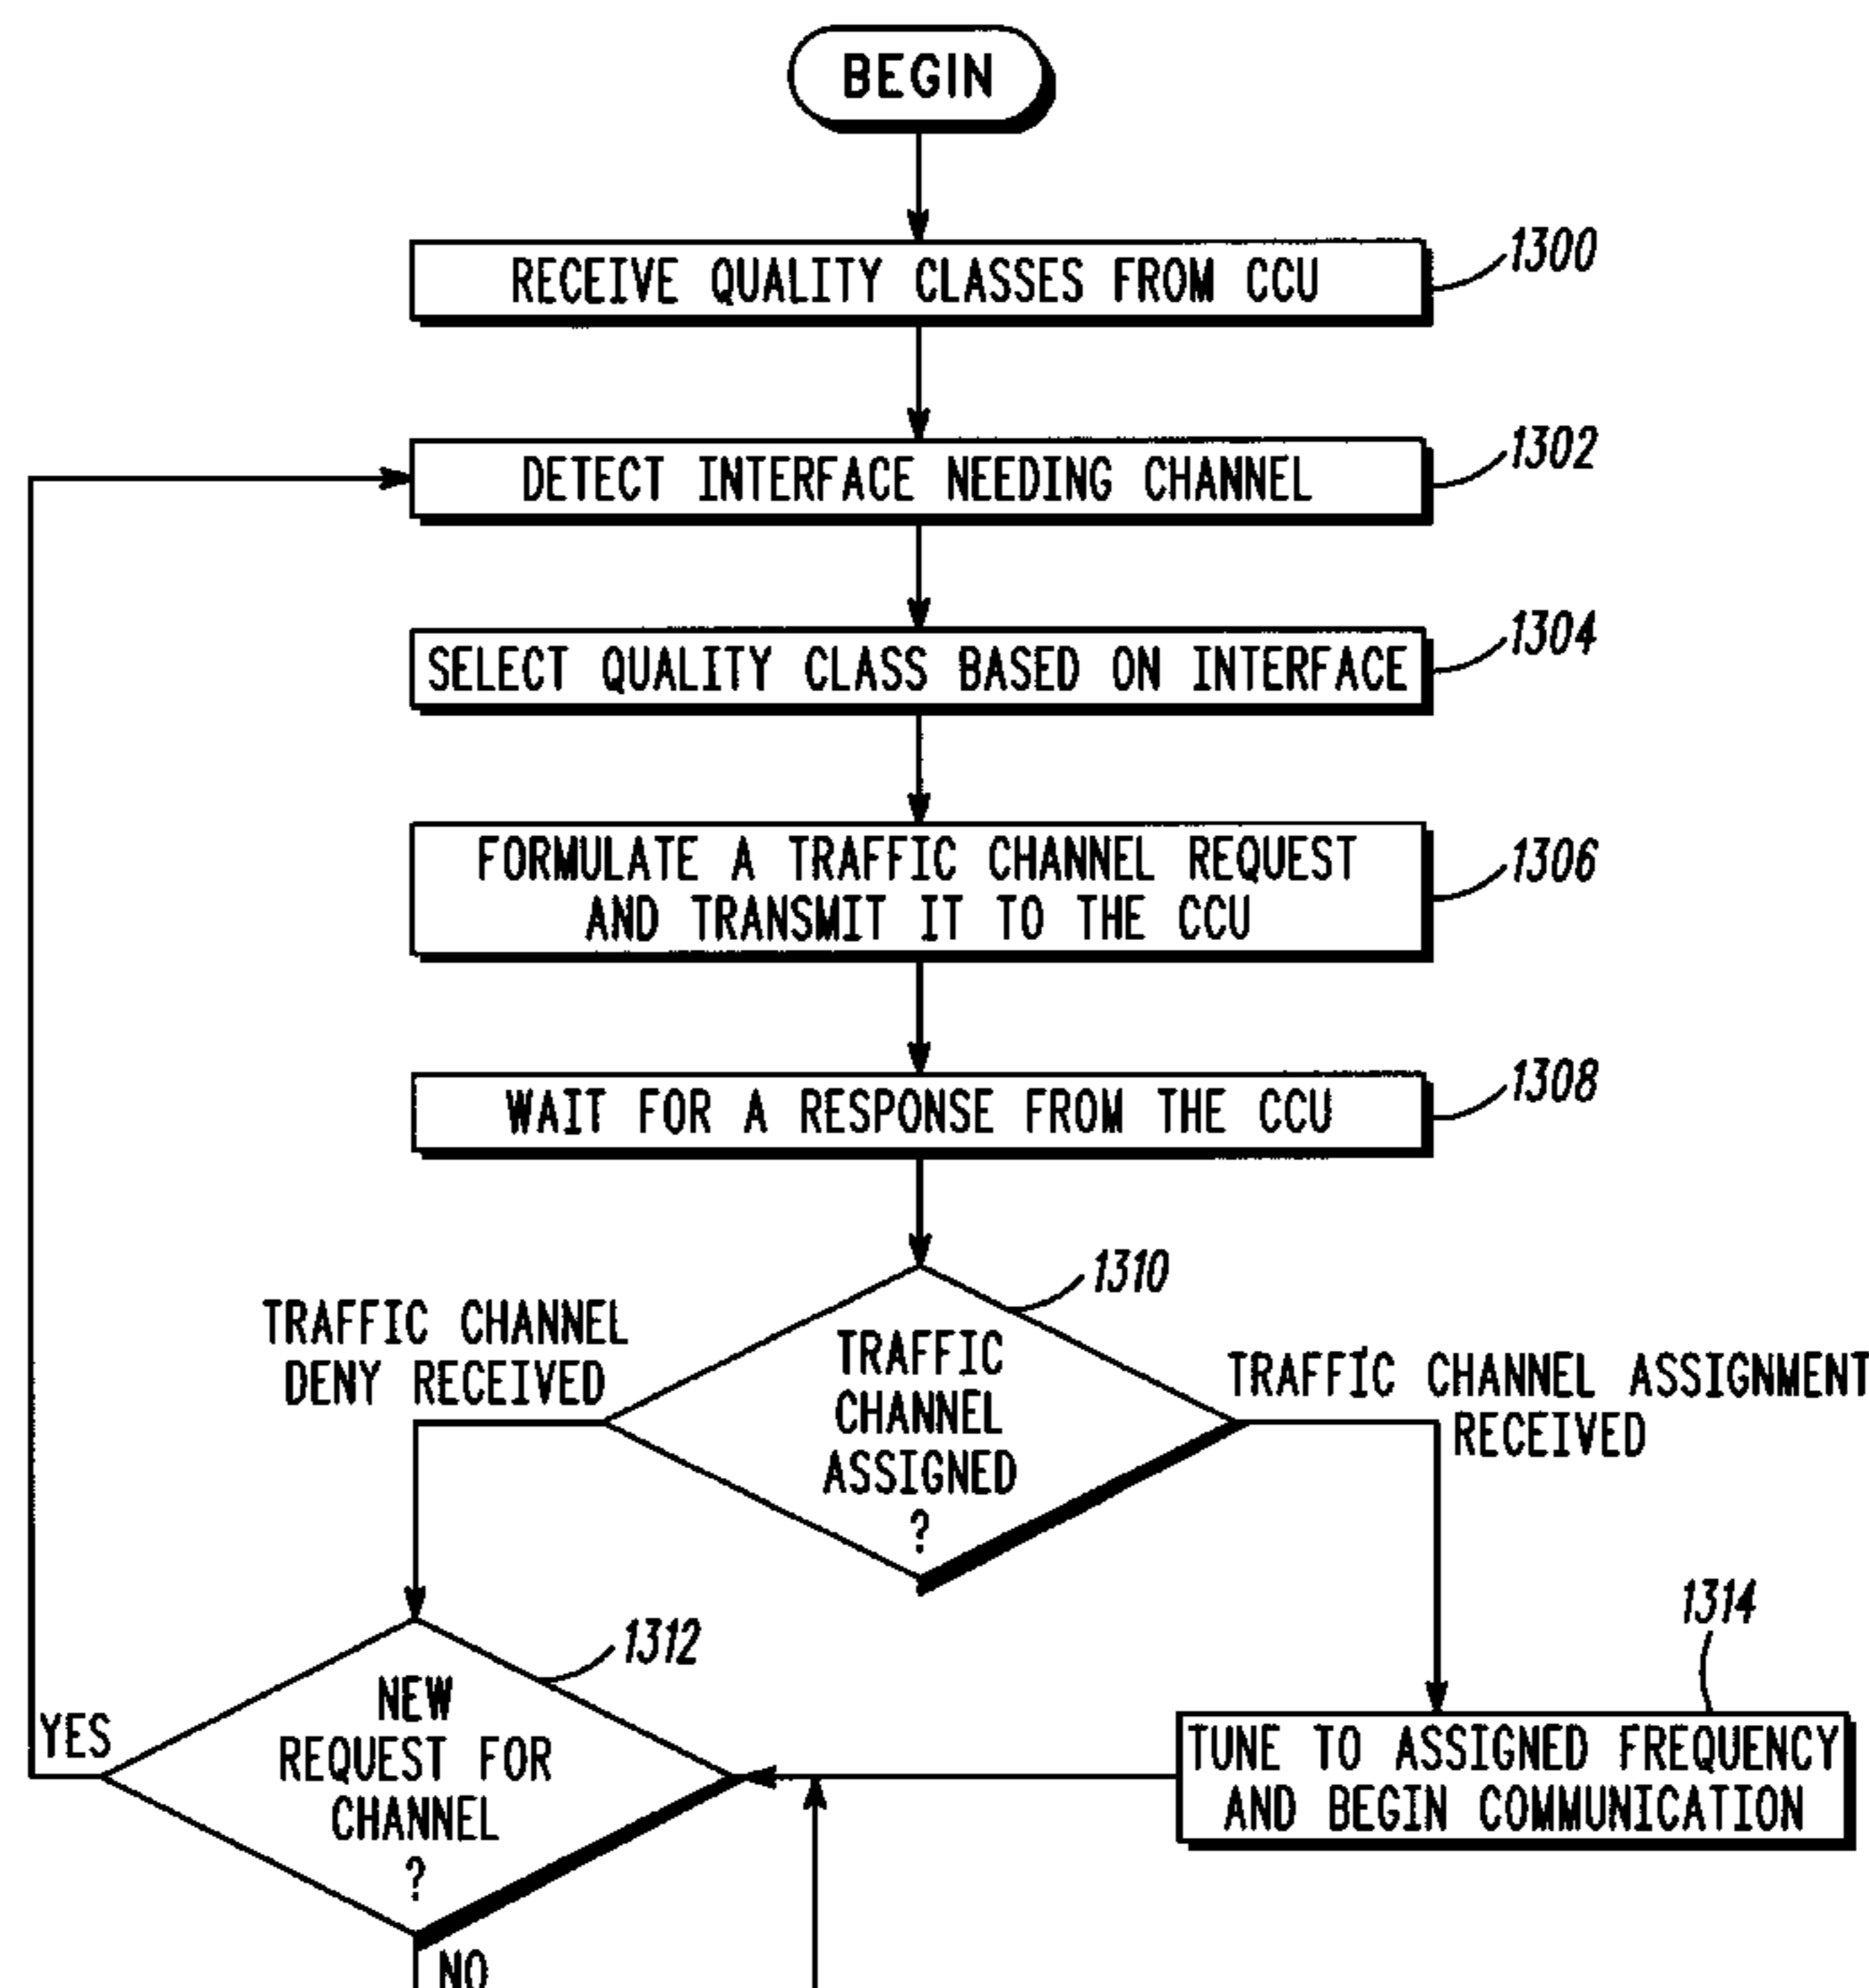 BEGIN
RECEIVE QUALITY CLASSES FROM CCU
1300
DETECT INTERFACE NEEDING CHANNEL
1302
SELECT QUALITY CLASS BASED ON INTERFACE
1304
FORMULATE A TRAFFIC CHANNEL REQUEST
AND TRANSMIT IT TO THE CCU
1306
WAIT FOR A RESPONSE FROM THE CCU
1308
1310
TRAFFIC CHANNEL
DENY RECEIVED
TRAFFIC
CHANNEL
ASSIGNED
?
TRAFFIC CHANNEL ASSIGNMENT
RECEIVED
1312
1314
YES
NEW
REQUEST FOR
CHANNEL
?
TUNE TO ASSIGNED FREQUENCY
AND BEGIN COMMUNICATION
NO